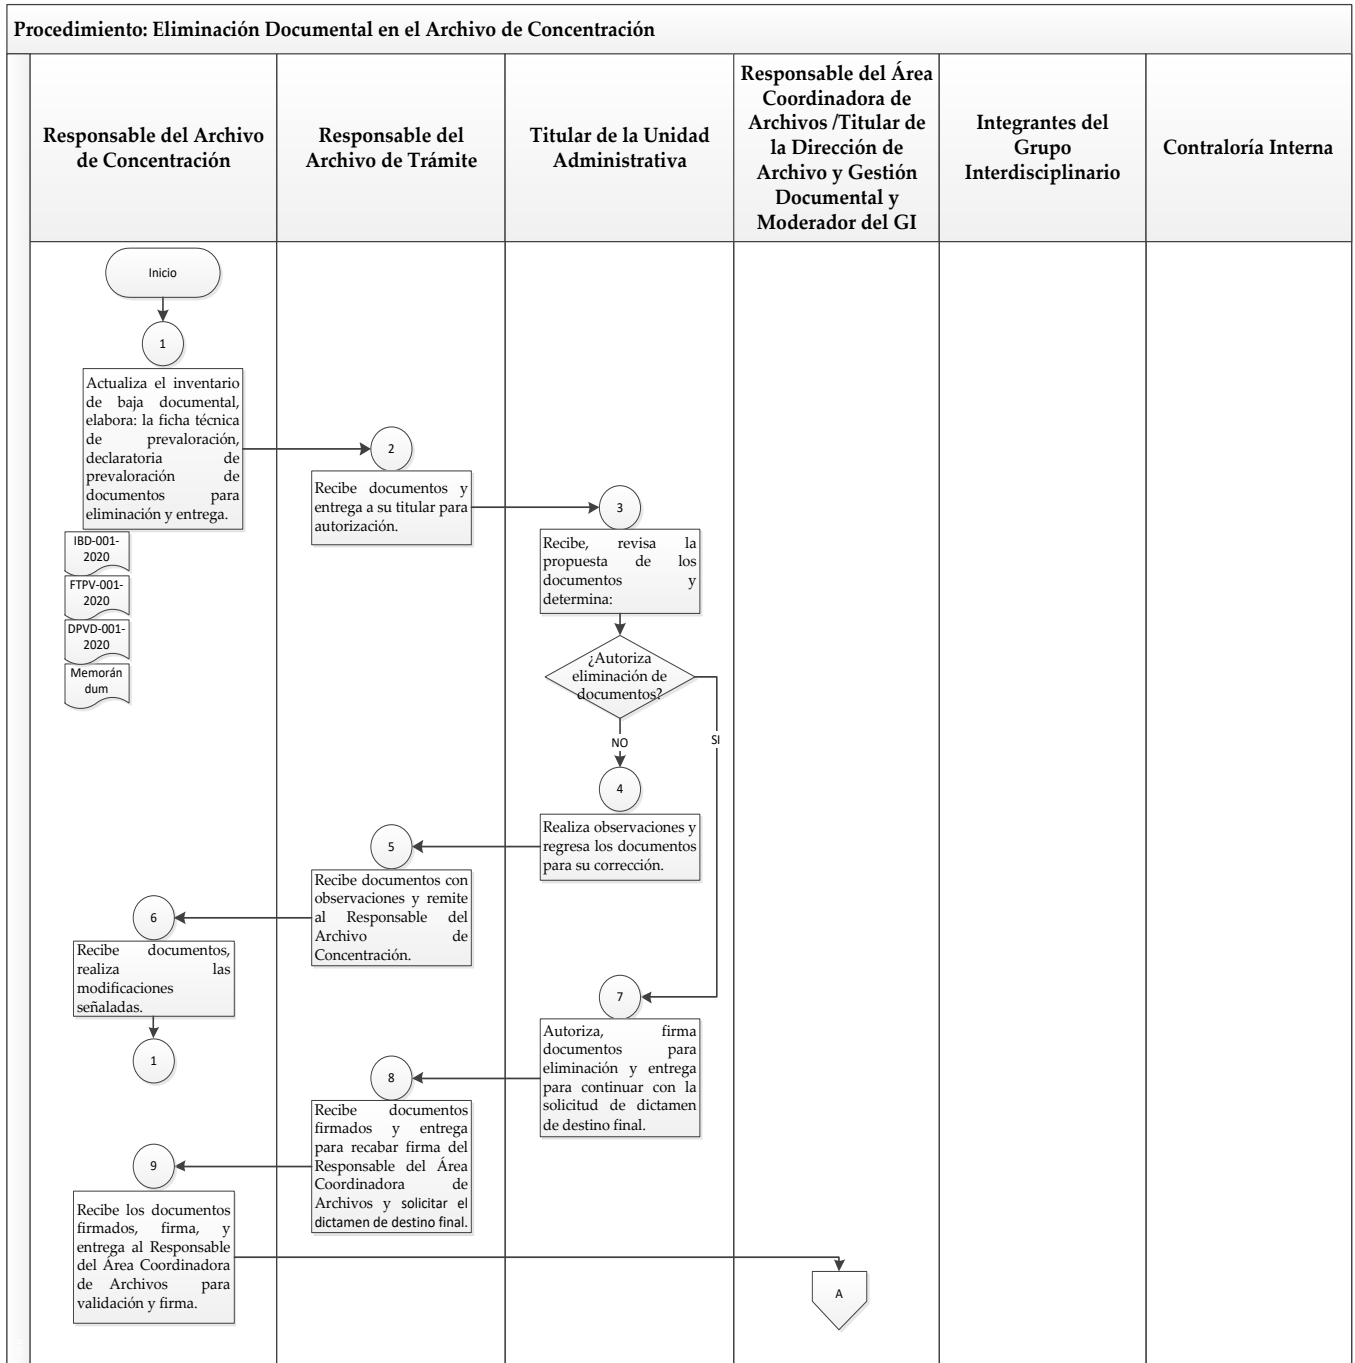 Procedimiento: Eliminación Documental en el Archivo de Concentración
Responsable del Archivo
de Concentración
Responsable del
Archivo de Trámite
Titular de la Unidad
Administrativa
Responsable del Área
Coordinadora de
Archivos /Titular de
la Dirección de
Archivo y Gestión
Documental y
Moderador del GI
Integrantes del
Grupo
Interdisciplinario
Contraloría Interna
Inicio
1
Actualiza el inventario
de baja documental,
elabora: la ficha técnica
de prevaloración,
declaratoria de
prevaloración de
documentos para
eliminación y entrega.
IBD-001-
2020
FTPV-001-
2020
DPVD-001-
2020
Memorán
dum
2
Recibe documentos y
entrega a su titular para
autorización.
3
Recibe, revisa la
propuesta de los
documentos y
determina:
¿Autoriza
eliminación de
documentos?
NO
SI
4
Realiza observaciones y
regresa los documentos
para su corrección.
5
Recibe documentos con
observaciones y remite
al Responsable del
Archivo de
Concentración.
6
Recibe documentos,
realiza las
modificaciones
señaladas.
1
7
Autoriza, firma
documentos para
eliminación y entrega
para continuar con la
solicitud de dictamen
de destino final.
8
Recibe documentos
firmados y entrega
para recabar firma del
Responsable del Área
Coordinadora de
Archivos y solicitar el
dictamen de destino final.
9
Recibe los documentos
firmados, firma, y
entrega al Responsable
del Área Coordinadora
de Archivos para
validación y firma.
A